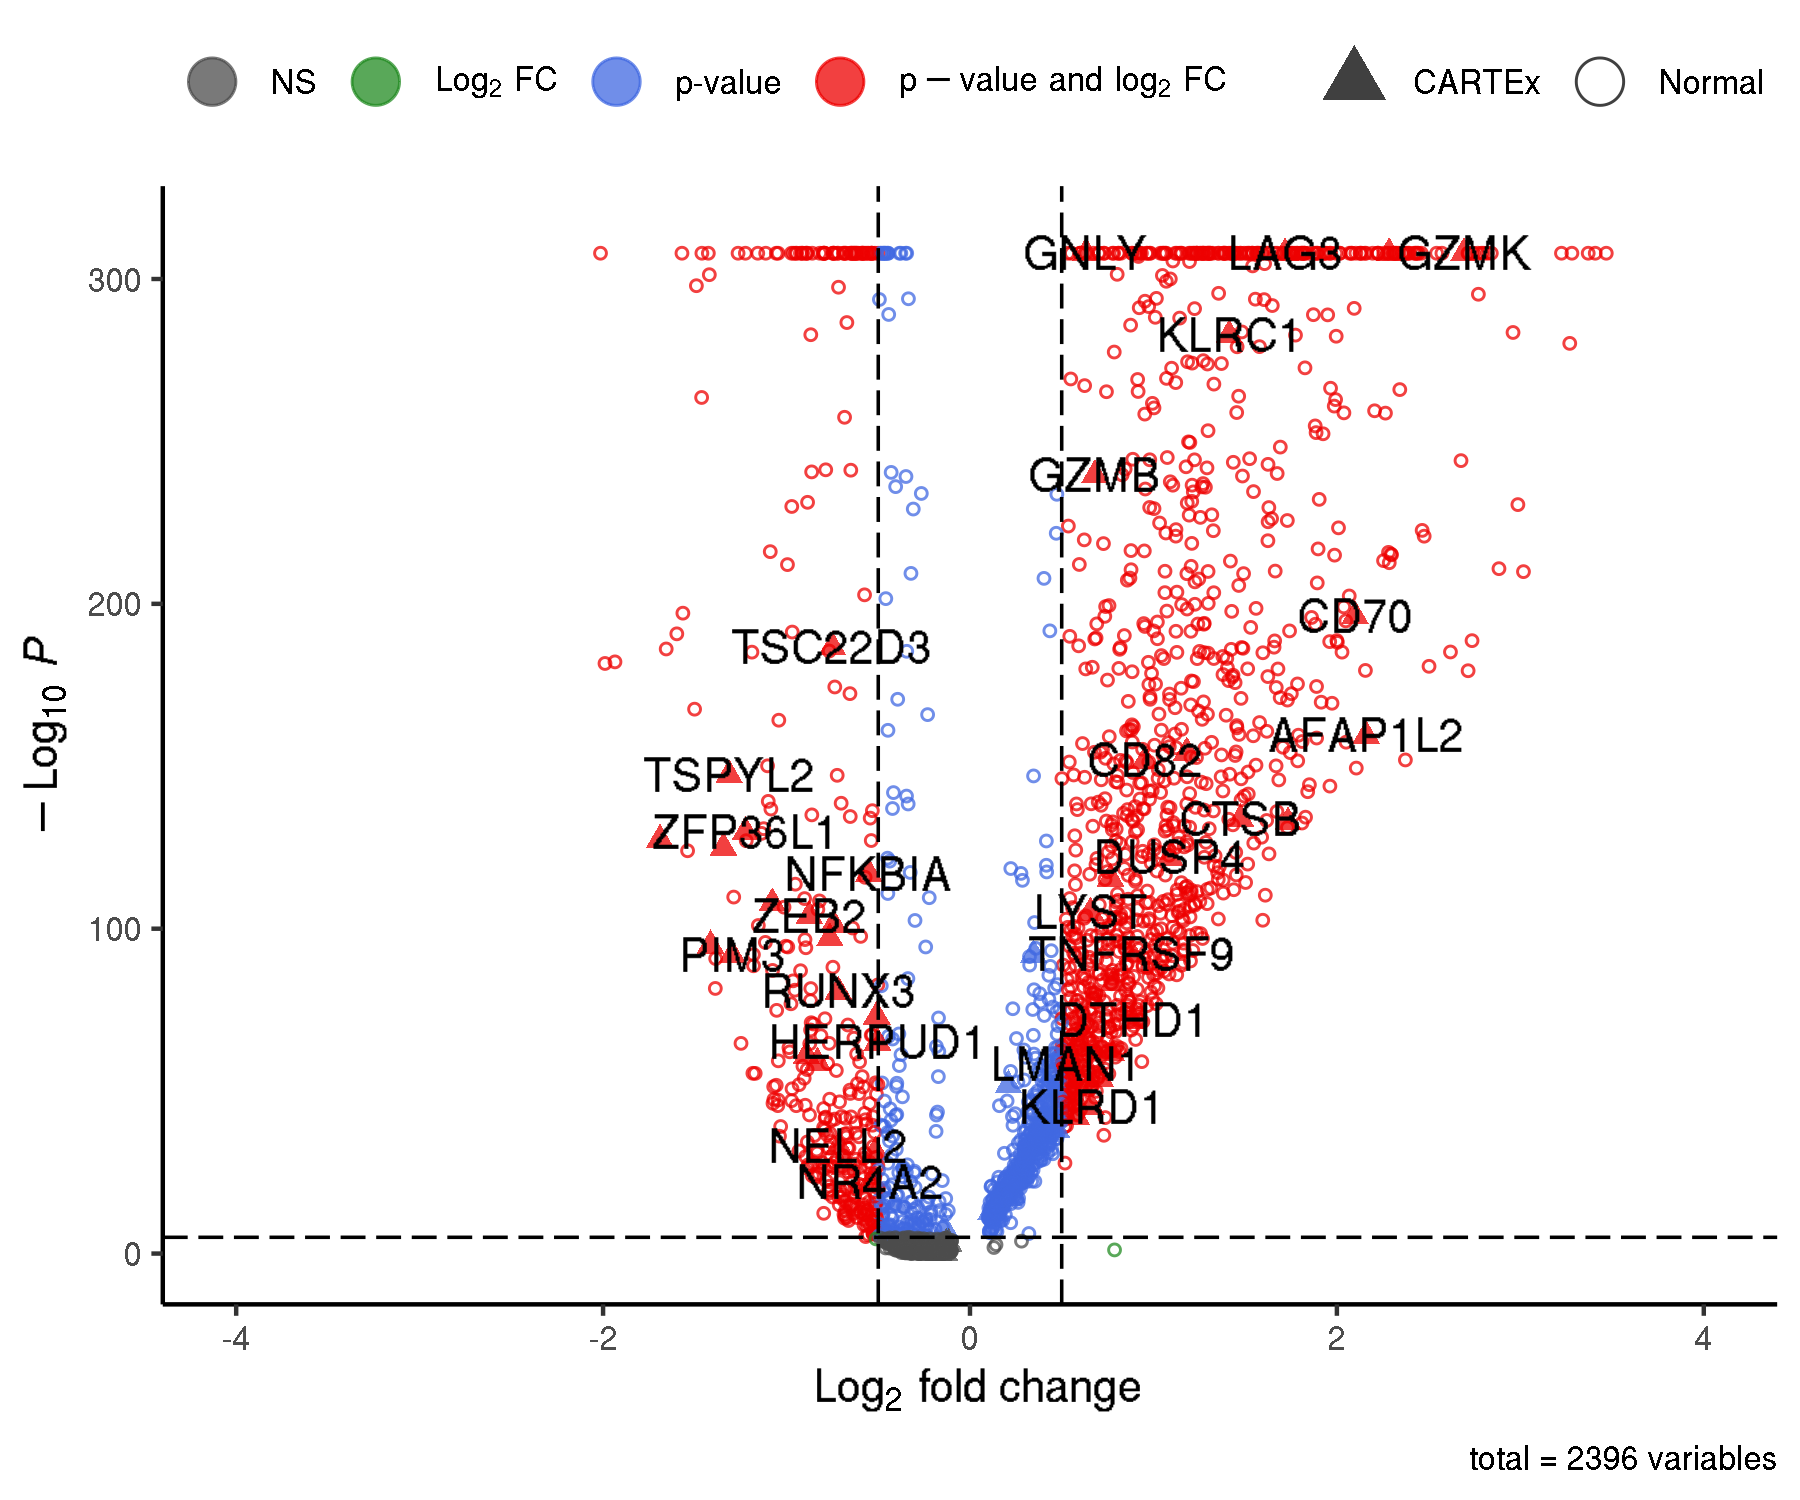 NS Log2 FC p-value p − value and log2 FC CARTEx Normal
GNLY LAG3 GZMK
300
KLRC1
GZMB
200
CD70
TSC22D3
AFAP1L2
CD82
TSPYL2
CTSB
ZFP36L1
DUSP4
NFKBIA
LYST
ZEB2
100
PIM3
TNFRSF9
RUNX3
DTHD1
HERPUD1
LMAN1
KLRD1
NELL2
NR4A2
0
− Log10 P
-4 -2 0 2 4
Log2 fold change
total = 2396 variables